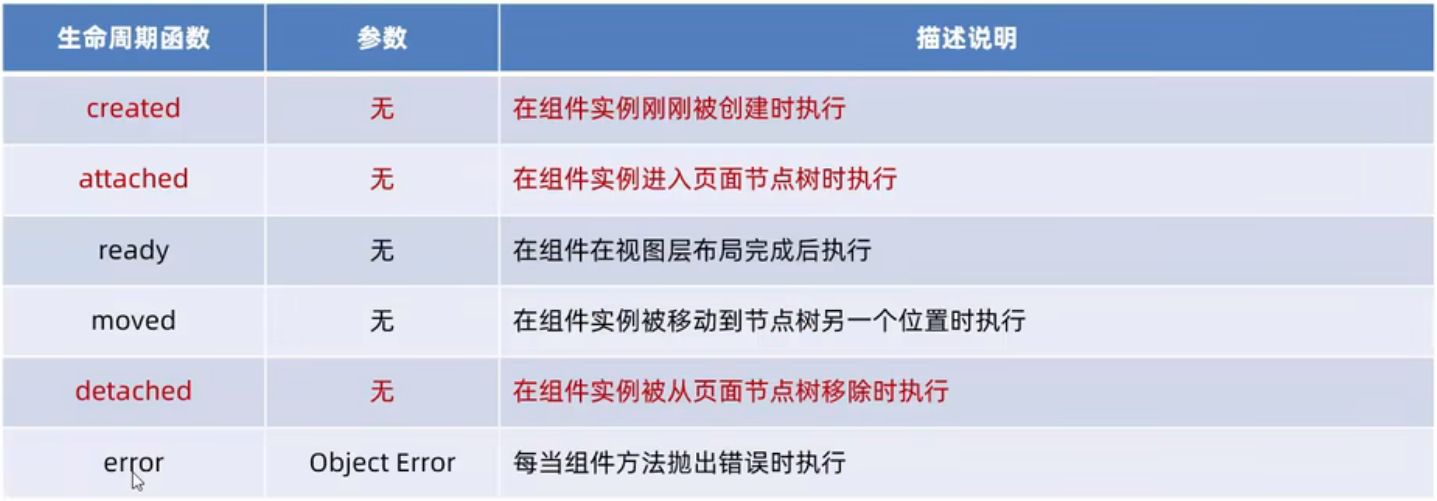 生命周期函数 参数 描述说明
created 无 在组件实例刚刚被创建时执行
attached 无 在组件实例进入页面节点树时执行
ready 无 在组件在视图层布局完成后执行
moved 无 在组件实例被移动到节点树另一个位置时执行
detached 无 在组件实例被从页面节点树移除时执行
error Object Error 每当组件方法抛出错误时执行